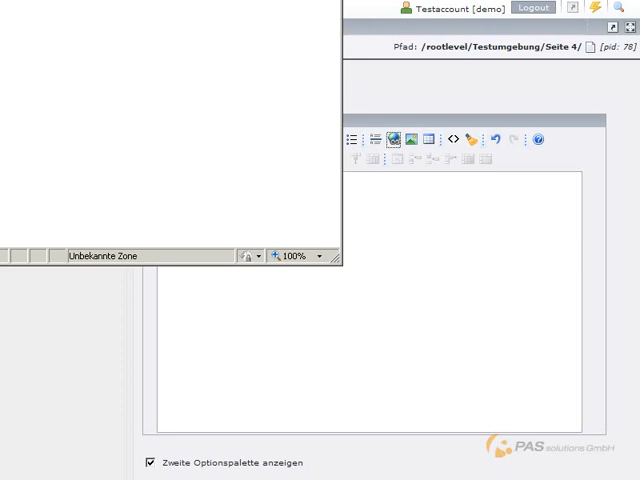 Testaccount [demo]
Logout
Pfad: /rootlevel/Testumgebung/Seite 4/ [pid: 78]
Unbekannte Zone
100%
PAS solutions GmbH
Zweite Optionspalette anzeigen